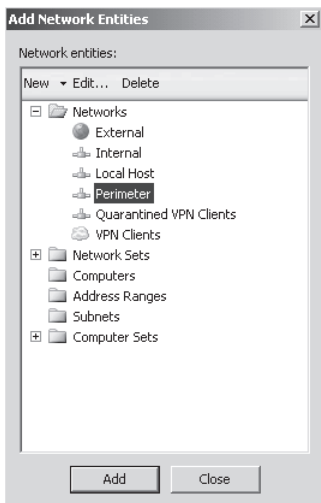 Add Network Entities
Network entities:
New Edit... Delete
Networks
External
Internal
Local Host
Perimeter
Quarantined VPN Clients
VPN Clients
Network Sets
Computers
Address Ranges
Subnets
Computer Sets
Add Close